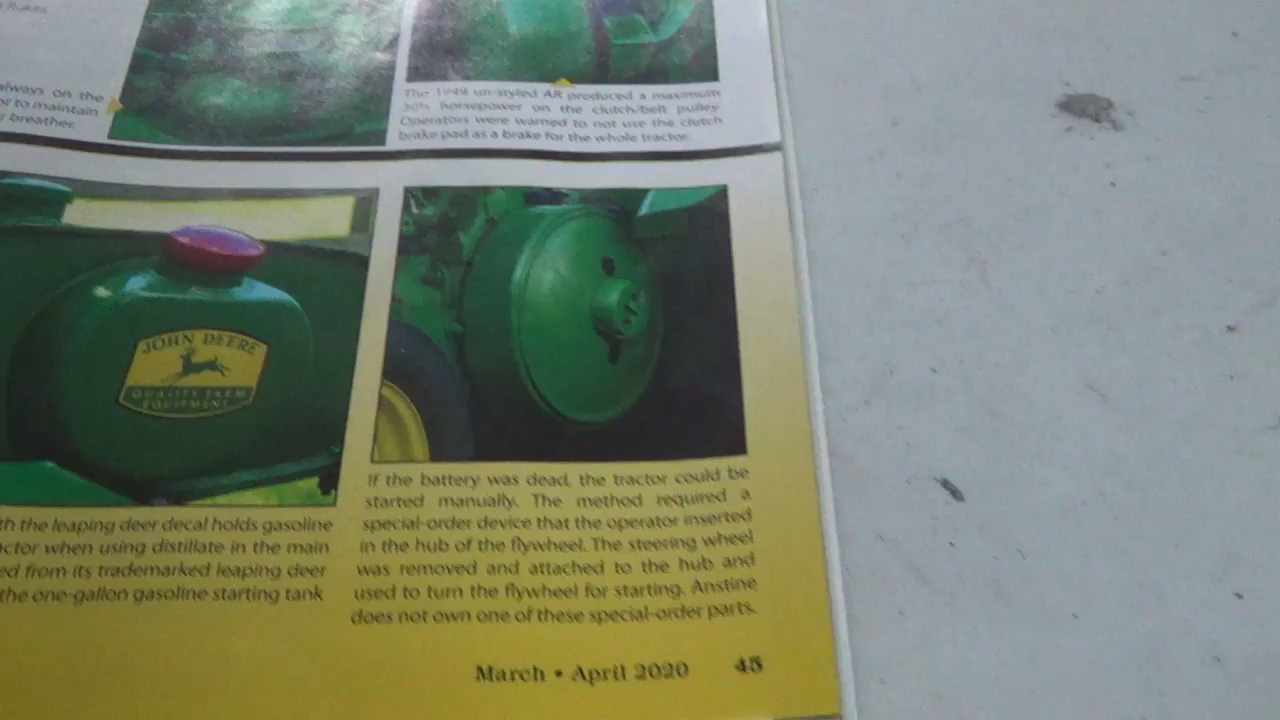 always on the
or to maintain
breather.
The 1949 un-styled AR produced a maximum
horsepower on the clutch/belt pulley.
Operators were warned to not use the clutch
brake pad as a brake for the whole tractor.
JOHN DEERE
QUALITY FARM
EQUIPMENT
th the leaping deer decal holds gasoline
actor when using distillate in the main
ed from its trademarked leaping deer
the one-gallon gasoline starting tank
If the battery was dead, the tractor could be
started manually. The method required a
special-order device that the operator inserted
in the hub of the flywheel. The steering wheel
was removed and attached to the hub and
used to turn the flywheel for starting. Anstine
does not own one of these special-order parts.
March • April 2020 45